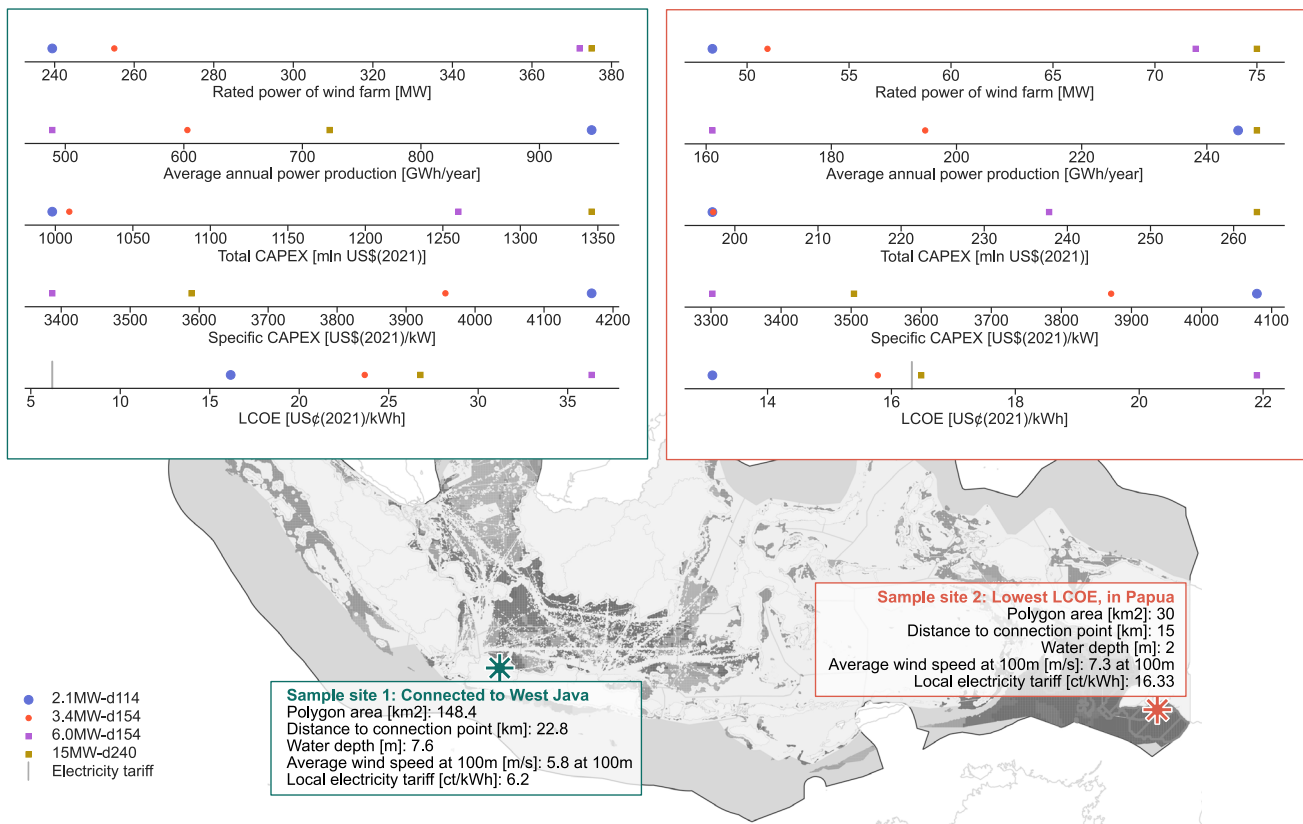 240 260 280 300 320 340 360 380
Rated power of wind farm [MW]
500 600 700 800 900
Average annual power production [GWh/year]
1000 1050 1100 1150 1200 1250 1300 1350
Total CAPEX [mln US$(2021)]
3400 3500 3600 3700 3800 3900 4000 4100 4200
Specific CAPEX [US$(2021)/kW]
5 10 15 20 25 30 35
LCOE [US₵(2021)/kWh]
50 55 60 65 70 75
Rated power of wind farm [MW]
160 180 200 220 240
Average annual power production [GWh/year]
200 210 220 230 240 250 260
Total CAPEX [mln US$(2021)]
3300 3400 3500 3600 3700 3800 3900 4000 4100
Specific CAPEX [US$(2021)/kW]
14 16 18 20 22
LCOE [US₵(2021)/kWh]
Sample site 2: Lowest LCOE, in Papua
Polygon area [km2]: 30
Distance to connection point [km]: 15
Water depth [m]: 2
Average wind speed at 100m [m/s]: 7.3 at 100m
Local electricity tariff [ct/kWh]: 16.33
Sample site 1: Connected to West Java
Polygon area [km2]: 148.4
Distance to connection point [km]: 22.8
Water depth [m]: 7.6
Average wind speed at 100m [m/s]: 5.8 at 100m
Local electricity tariff [ct/kWh]: 6.2
2.1MW-d114
3.4MW-d154
6.0MW-d154
15MW-d240
Electricity tariff